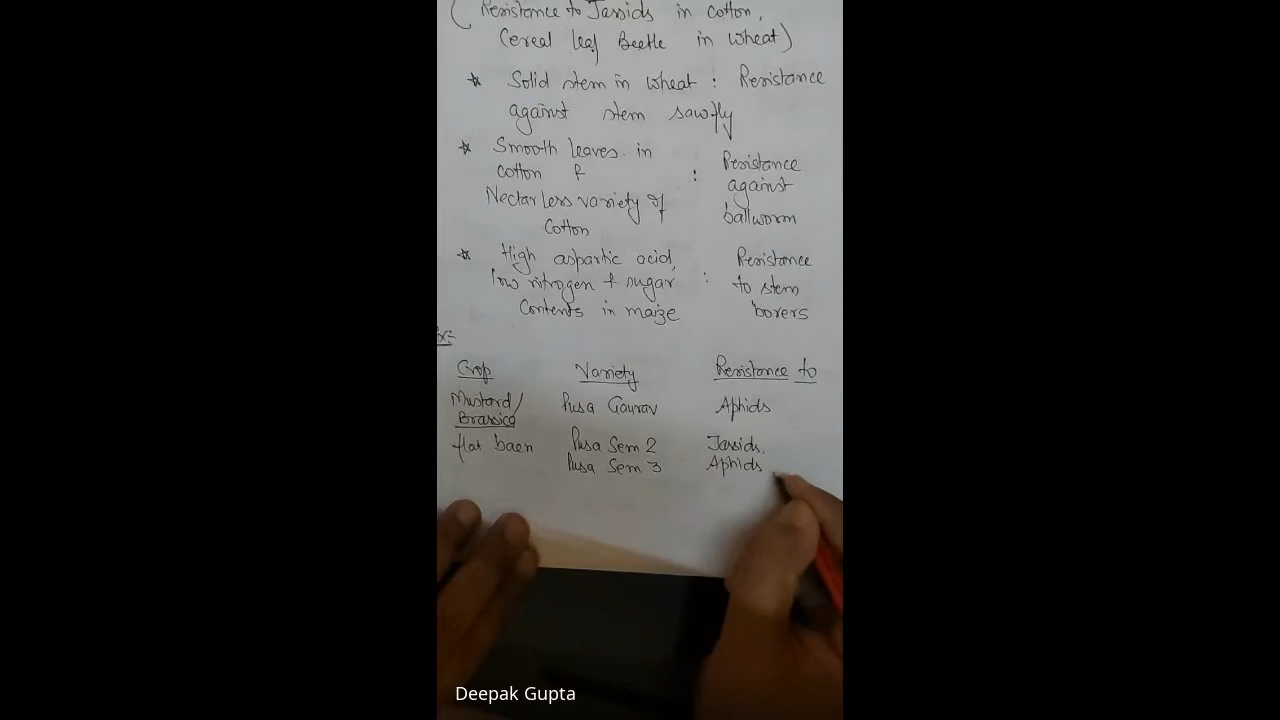 (Resistance to Jassids in cotton,
Cereal leaf Beetle in wheat)
☆ Solid stem in wheat : Resistance
against stem sawfly
☆ Smooth leaves in
cotton &
Nectar less variety of
cotton
: Resistance
against
ballworm
☆ High aspartic acid,
low nitrogen & sugar
Contents in maize
: Resistance
to stem
borers
Ex:-
Crop Variety Resistance to
Mustard/
Brassica
Pusa Gaurav Aphids
flat baen Pusa Sem 2 Jassids,
Pusa Sem 3 Aphids
Deepak Gupta